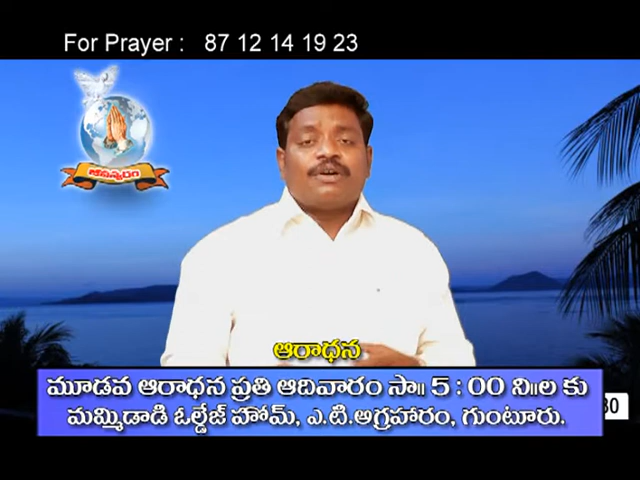 For Prayer :   87 12 14 19 23
ఆరాధన
మూడవ ఆరాధన ప్రతి ఆదివారం సా॥ 5 : 00 ని॥ల కు
మమ్మిడాడి ఓల్డేజ్ హోమ్, ఎ.టి.అగ్రహారం, గుంటూరు.